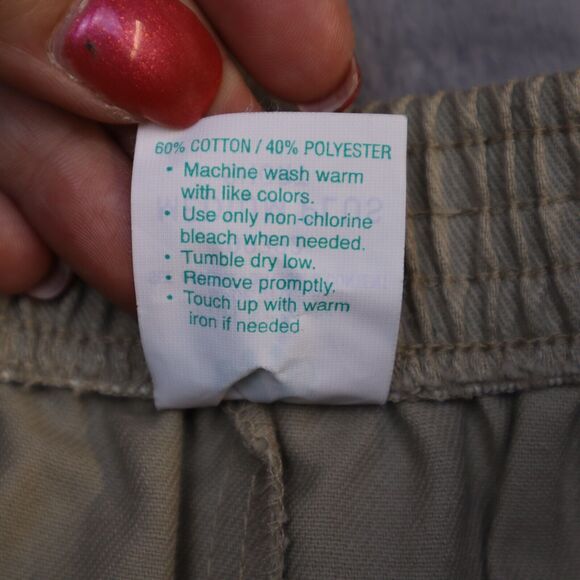 60% COTTON / 40% POLYESTER
• Machine wash warm
with like colors.
• Use only non-chlorine
bleach when needed.
• Tumble dry low.
• Remove promptly.
• Touch up with warm
iron if needed